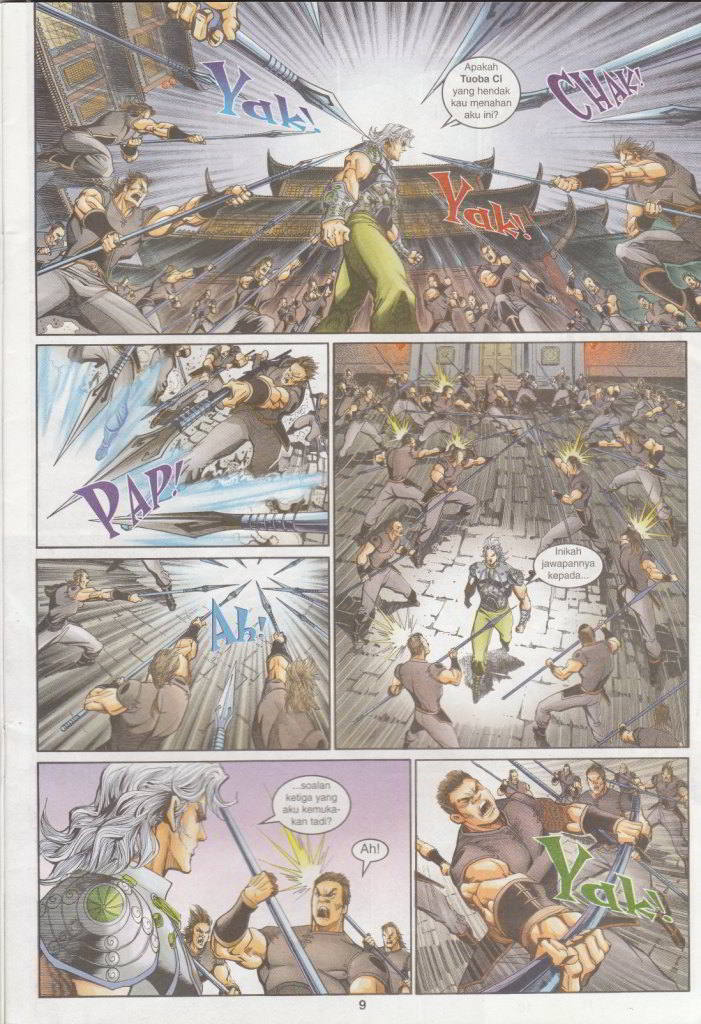 Apakah
Tuoba Ci
yang hendak
kau menahan
aku ini?
Yak!
CHAK!
Yak!
PAP!
Inikah
jawapannya
kepada...
Ah!
...soalan
ketiga yang
aku kemuka-
kan tadi?
Ah!
Yak!
9